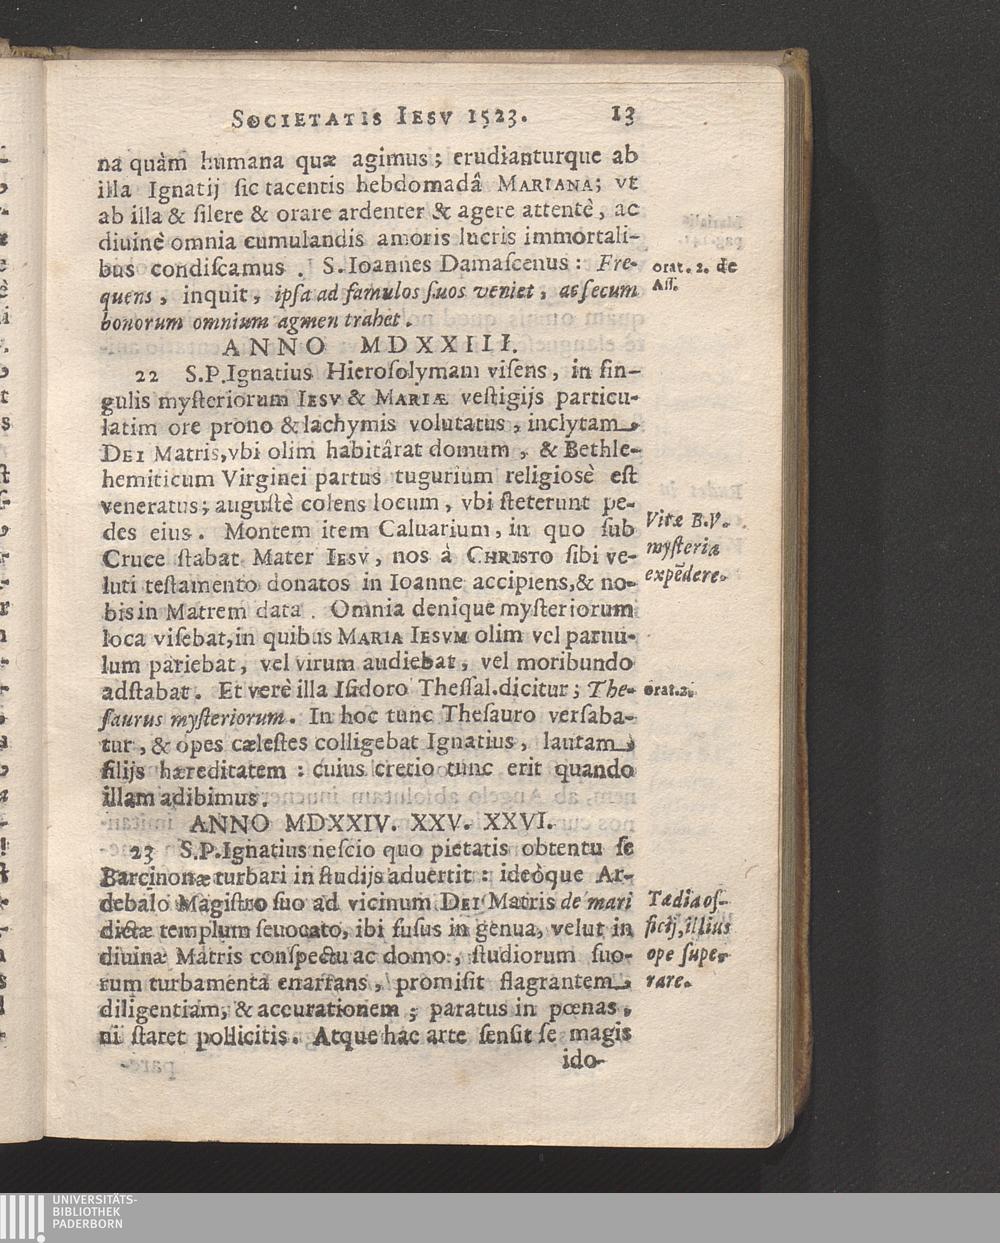 SOCIETATIS IESV 1523. 13
na quàm humana quæ agimus; erudianturque ab
illa Ignatij sic tacentis hebdomadâ MARIANA; vt
ab illa & silere & orare ardenter & agere attentè, ac
diuinè omnia cumulandis amoris lucris immortali-
bus condiscamus. S. Ioannes Damascenus: Fre-
orat. 2. de
Ass.
quens, inquit, ipsa ad famulos suos veniet, ac secum
bonorum omnium agmen trahet.
ANNO MDXXIII.
22 S.P.Ignatius Hierosolymam visens, in sin-
gulis mysteriorum IESV & MARIÆ vestigijs particu-
latim ore prono & lachymis volutatus, inclytam
DEI Matris, vbi olim habitârat domum, & Bethle-
hemiticum Virginei partus tugurium religiosè est
veneratus; augustè colens locum, vbi steterunt pe-
des eius. Montem item Caluarium, in quo sub
Cruce stabat Mater IESV, nos à CHRISTO sibi ve-
luti testamento donatos in Ioanne accipiens, & no-
bis in Matrem data. Omnia denique mysteriorum
Vitæ B.V.
mysteria
expēdere.
loca visebat, in quibus MARIA IESVM olim vel paruu-
lum pariebat, vel virum audiebat, vel moribundo
adstabat. Et verè illa Isidoro Thessal. dicitur; The-
orat.2.
saurus mysteriorum. In hoc tunc Thesauro versaba-
tur, & opes cælestes colligebat Ignatius, lautam
filijs hæreditatem: cuius cretio tunc erit quando
illam adibimus.
ANNO MDXXIV. XXV. XXVI.
23 S.P.Ignatius nescio quo pietatis obtentu se
Barcinonæ turbari in studijs aduertit: ideòque Ar-
debalo Magistro suo ad vicinum DEI Matris de mari
dictæ templum seuocato, ibi fusus in genua, velut in
diuinæ Matris conspectu ac domo, studiorum suo-
rum turbamenta enarrans, promisit flagrantem
Tædia of-
ficij, illius
ope supe-
rare.
diligentiam, & accurationem; paratus in pœnas,
ni staret pollicitis. Atque hac arte sensit se magis
ido-
UNIVERSITÄTS-
BIBLIOTHEK
PADERBORN